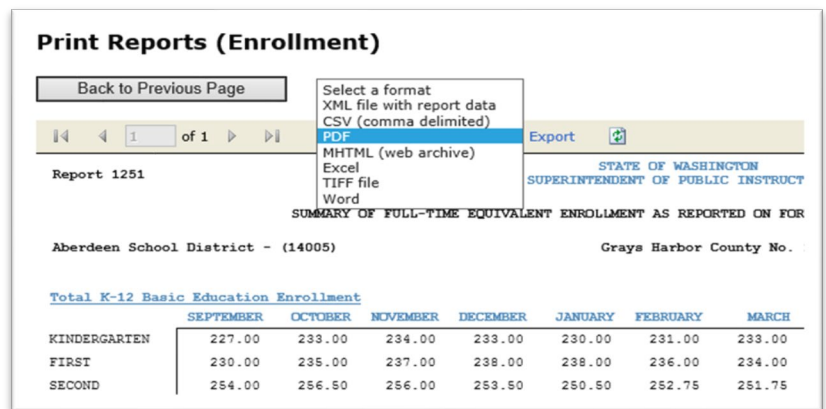 Print Reports (Enrollment)
Back to Previous Page
Select a format
XML file with report data
CSV (comma delimited)
PDF
MHTML (web archive)
Excel
TIFF file
Word
1 of 1
Export
Report 1251
STATE OF WASHINGTON
SUPERINTENDENT OF PUBLIC INSTRUCT
SUMMARY OF FULL-TIME EQUIVALENT ENROLLMENT AS REPORTED ON FOR
Aberdeen School District - (14005) Grays Harbor County No.
Total K-12 Basic Education Enrollment
SEPTEMBER OCTOBER NOVEMBER DECEMBER JANUARY FEBRUARY MARCH
KINDERGARTEN 227.00 233.00 234.00 233.00 230.00 231.00 233.00
FIRST 230.00 235.00 237.00 238.00 238.00 236.00 234.00
SECOND 254.00 256.50 256.00 253.50 250.50 252.75 251.75